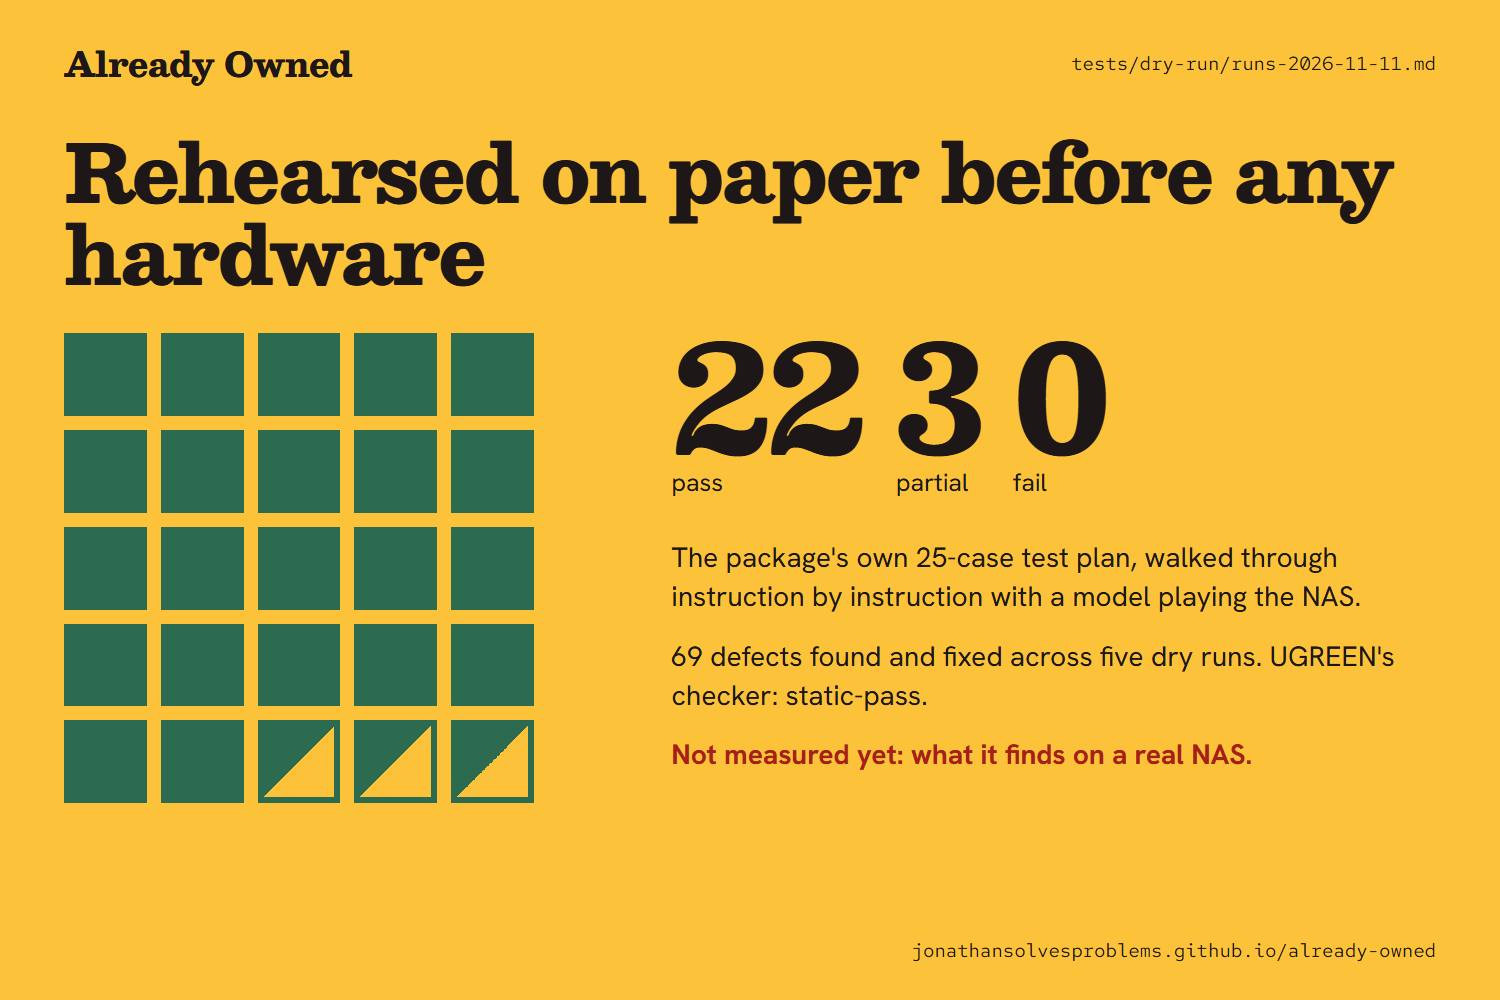 Already Owned
tests/dry-run/runs-2026-11-11.md
Rehearsed on paper before any
hardware
22 3 0
pass partial fail
The package's own 25-case test plan, walked through
instruction by instruction with a model playing the NAS.
69 defects found and fixed across five dry runs. UGREEN's
checker: static-pass.
Not measured yet: what it finds on a real NAS.
jonathansolvesproblems.github.io/already-owned